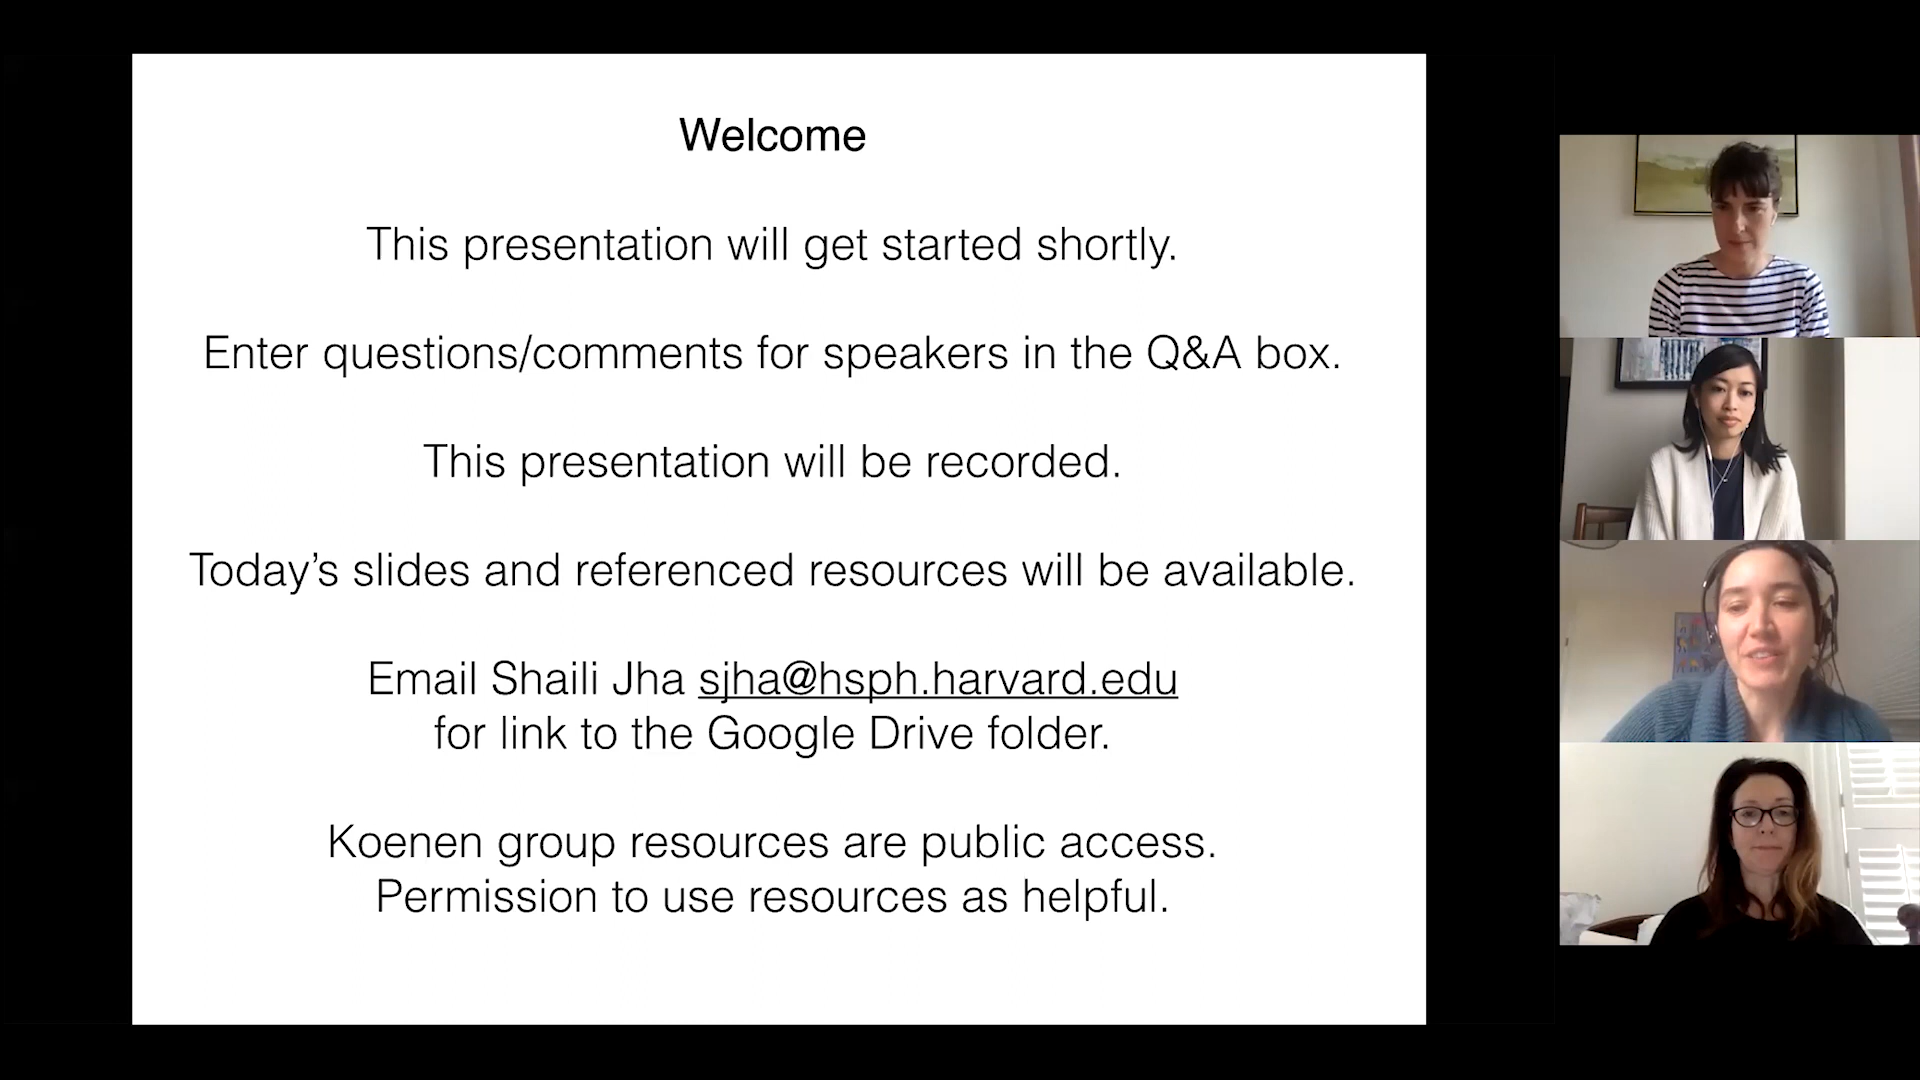 Welcome
This presentation will get started shortly.
Enter questions/comments for speakers in the Q&A box.
This presentation will be recorded.
Today’s slides and referenced resources will be available.
Email Shaili Jha sjha@hsph.harvard.edu
for link to the Google Drive folder.
Koenen group resources are public access.
Permission to use resources as helpful.